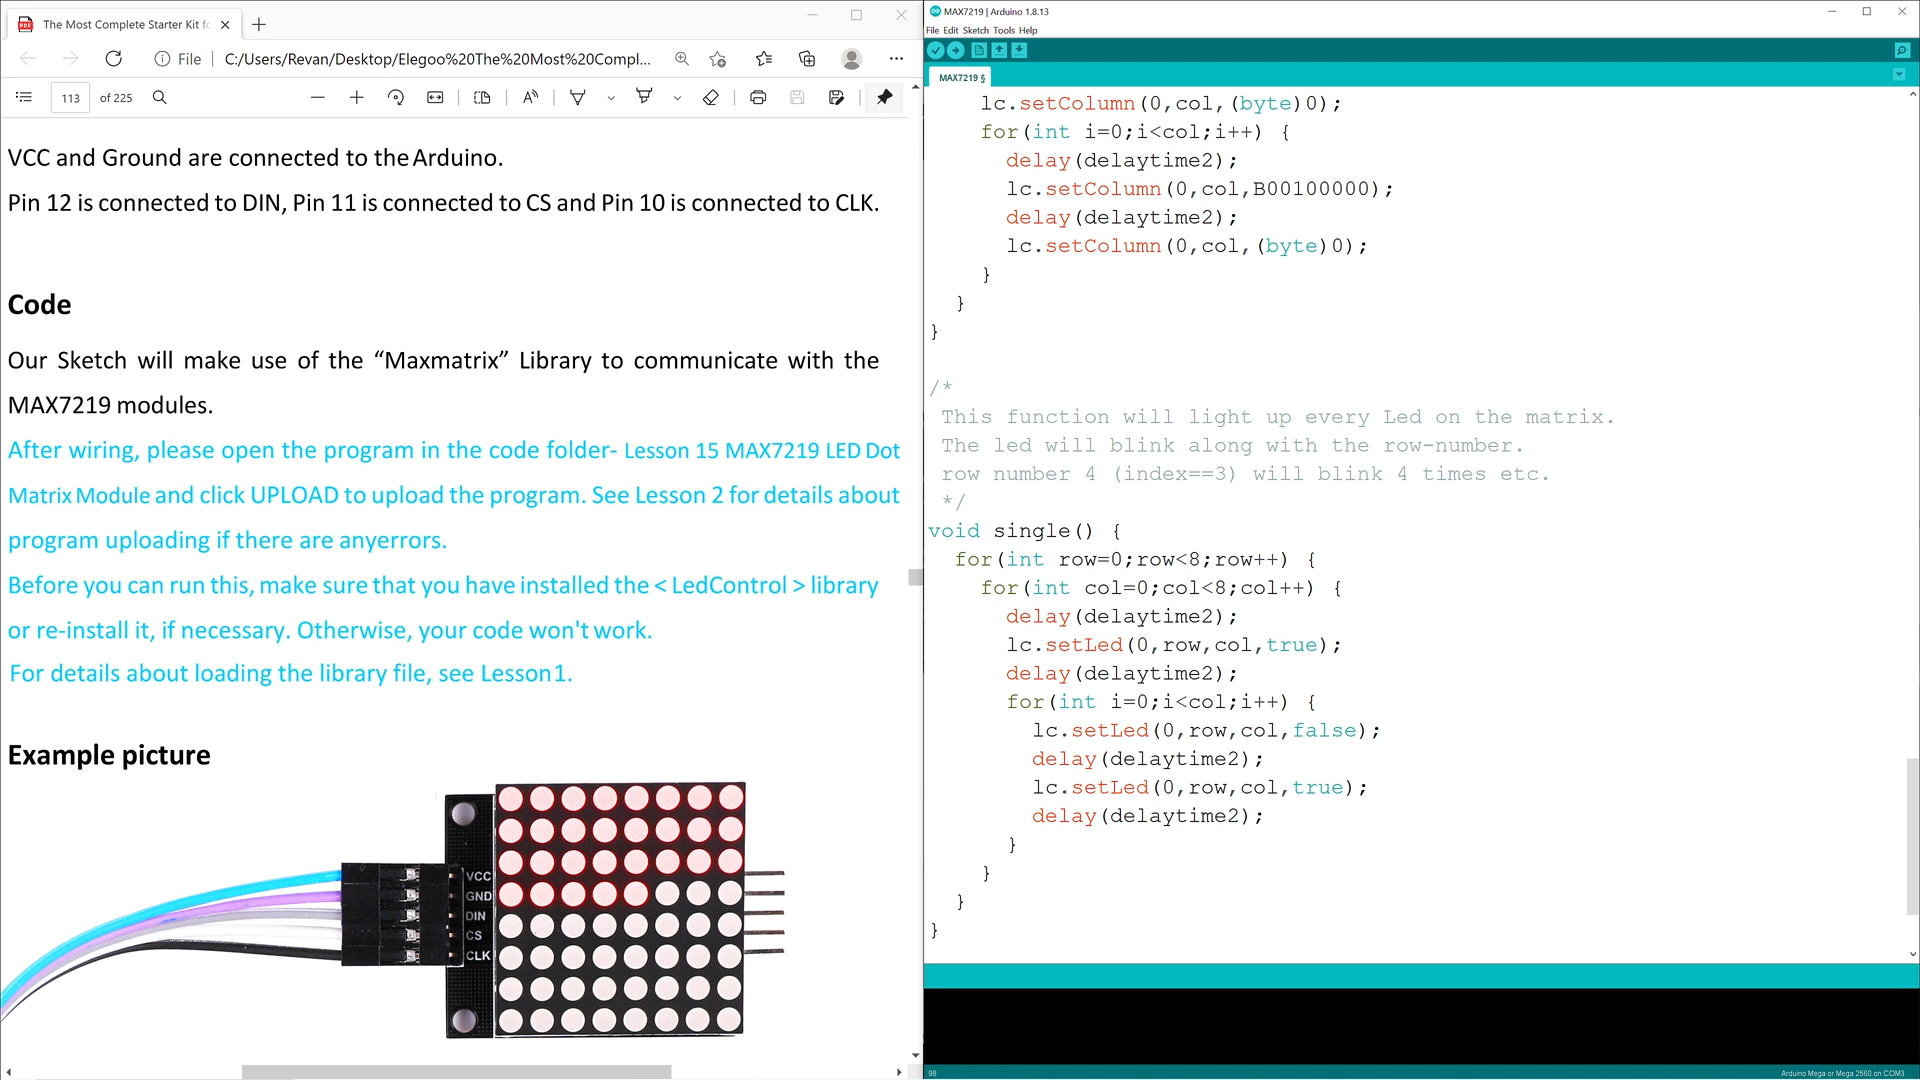 The Most Complete Starter Kit fo
File
C:/Users/Revan/Desktop/Elegoo%20The%20Most%20Compl...
113 of 225
VCC and Ground are connected to the Arduino.
Pin 12 is connected to DIN, Pin 11 is connected to CS and Pin 10 is connected to CLK.
Code
Our Sketch will make use of the “Maxmatrix” Library to communicate with the
MAX7219 modules.
After wiring, please open the program in the code folder- Lesson 15 MAX7219 LED Dot
Matrix Module and click UPLOAD to upload the program. See Lesson 2 for details about
program uploading if there are anyerrors.
Before you can run this, make sure that you have installed the < LedControl > library
or re-install it, if necessary. Otherwise, your code won't work.
For details about loading the library file, see Lesson1.
Example picture
VCC
GND
DIN
CS
CLK
MAX7219 | Arduino 1.8.13
File Edit Sketch Tools Help
MAX7219 §
lc.setColumn(0,col,(byte)0);
for(int i=0;i<col;i++) {
delay(delaytime2);
lc.setColumn(0,col,B00100000);
delay(delaytime2);
lc.setColumn(0,col,(byte)0);
}
}
}
/*
This function will light up every Led on the matrix.
The led will blink along with the row-number.
row number 4 (index==3) will blink 4 times etc.
*/
void single() {
for(int row=0;row<8;row++) {
for(int col=0;col<8;col++) {
delay(delaytime2);
lc.setLed(0,row,col,true);
delay(delaytime2);
for(int i=0;i<col;i++) {
lc.setLed(0,row,col,false);
delay(delaytime2);
lc.setLed(0,row,col,true);
delay(delaytime2);
}
}
}
}
98
Arduino Mega or Mega 2560 on COM3